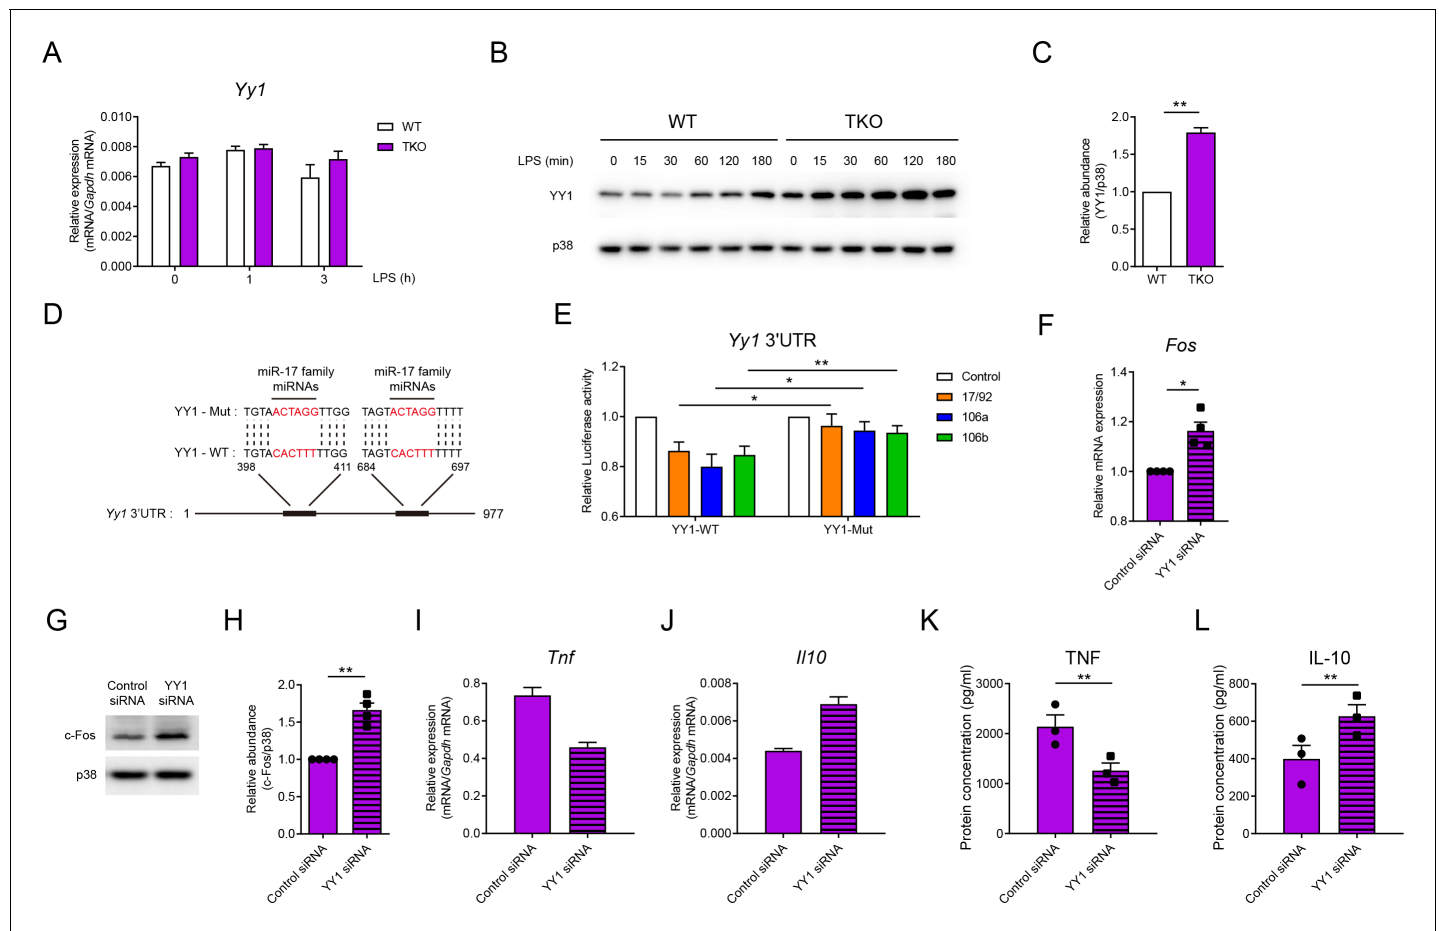 A
Yy1
Relative expression
(mRNA/Gapdh mRNA)
0.010
0.008
0.006
0.004
0.002
0.000
0
1
3
LPS (h)
WT
TKO
B
WT
TKO
LPS (min)
0 15 30 60 120 180 0 15 30 60 120 180
YY1
p38
C
Relative abundance
(YY1/p38)
2.0
1.5
1.0
0.5
0.0
**
WT
TKO
D
miR-17 family
miRNAs
miR-17 family
miRNAs
YY1 - Mut : TGTAACTAGGTTGG TAGTACTAGGTTTT
YY1 - WT : TGTACACTTTTTGG TAGTCACTTTTTTT
398 411 684 697
Yy1 3'UTR : 1 977
E
Yy1 3'UTR
Relative Luciferase activity
1.2
1.0
0.8
0.6
**
*
*
YY1-WT
YY1-Mut
Control
17/92
106a
106b
F
Fos
Relative mRNA expression
1.4
1.2
1.0
0.8
*
Control siRNA
YY1 siRNA
G
Control
siRNA
YY1
siRNA
c-Fos
p38
H
Relative abundance
(c-Fos/p38)
2.0
1.5
1.0
0.5
0.0
**
Control siRNA
YY1 siRNA
I
Tnf
Relative expression
(mRNA/Gapdh mRNA)
0.8
0.6
0.4
0.2
0.0
Control siRNA
YY1 siRNA
J
Il10
Relative expression
(mRNA/Gapdh mRNA)
0.008
0.006
0.004
0.002
0.000
Control siRNA
YY1 siRNA
K
TNF
Protein concentration (pg/ml)
3000
2000
1000
0
**
Control siRNA
YY1 siRNA
L
IL-10
Protein concentration (pg/ml)
800
600
400
200
0
**
Control siRNA
YY1 siRNA